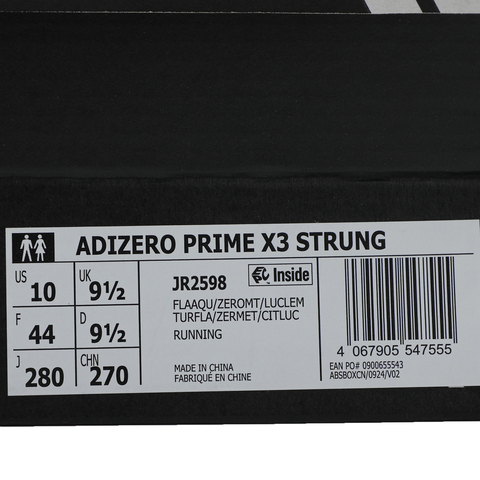 ADIZERO PRIME X3 STRUNG
US 10 UK 9½
F 44 D 9½
J 280 CHN 270
JR2598 Inside
FLAAQU/ZEROMT/LUCLEM
TURFLA/ZERMET/CITLUC
RUNNING
MADE IN CHINA
FABRIQUÉ EN CHINE
4 067905 547555
EAN PO# 0900655543
ABSBOXCN/0924/V02